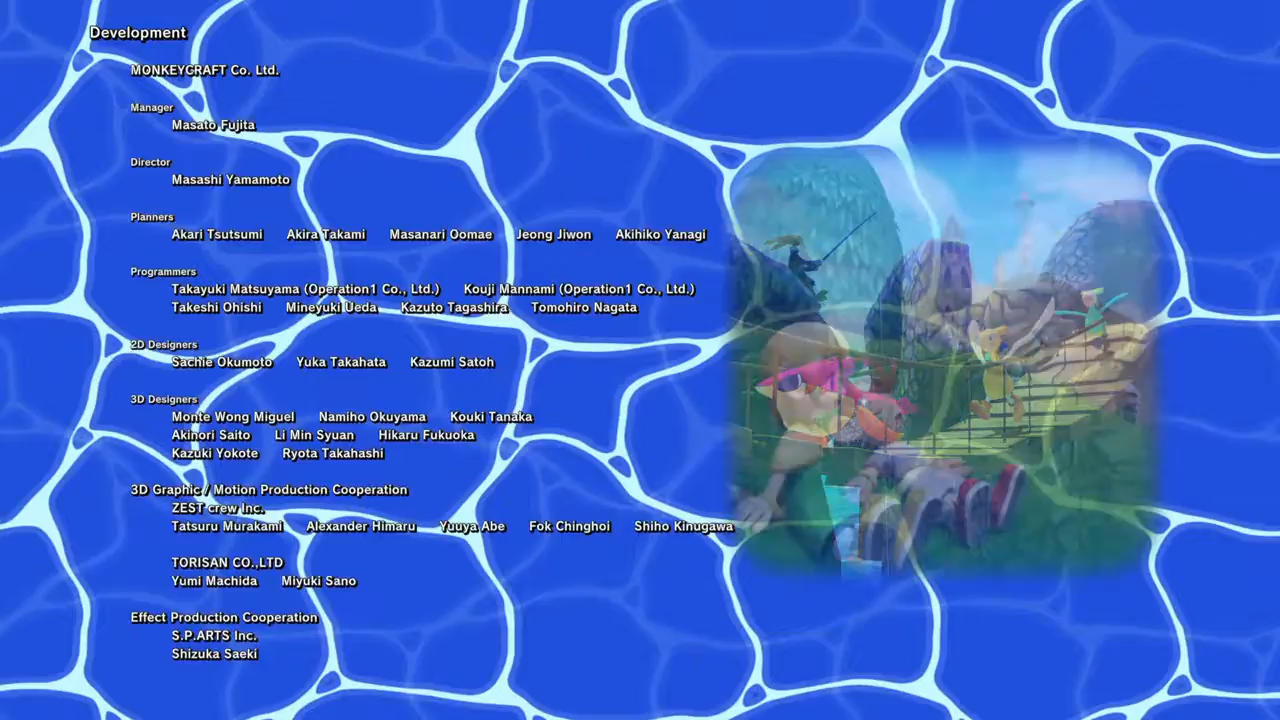 Development
MONKEYCRAFT Co. Ltd.
Manager
Masato Fujita
Director
Masashi Yamamoto
Planners
Akari Tsutsumi Akira Takami Masanari Oomae Jeong Jiwon Akihiko Yanagi
Programmers
Takayuki Matsuyama (Operation1 Co., Ltd.) Kouji Mannami (Operation1 Co., Ltd.)
Takeshi Ohishi Mineyuki Ueda Kazuto Tagashira Tomohiro Nagata
2D Designers
Sachie Okumoto Yuka Takahata Kazumi Satoh
3D Designers
Monte Wong Miguel Namiho Okuyama Kouki Tanaka
Akinori Saito Li Min Syuan Hikaru Fukuoka
Kazuki Yokote Ryota Takahashi
3D Graphic / Motion Production Cooperation
ZEST crew Inc.
Tatsuru Murakami Alexander Himaru Yuuya Abe Fok Chinghoi Shiho Kinugawa
TORISAN CO.,LTD
Yumi Machida Miyuki Sano
Effect Production Cooperation
S.P.ARTS Inc.
Shizuka Saeki